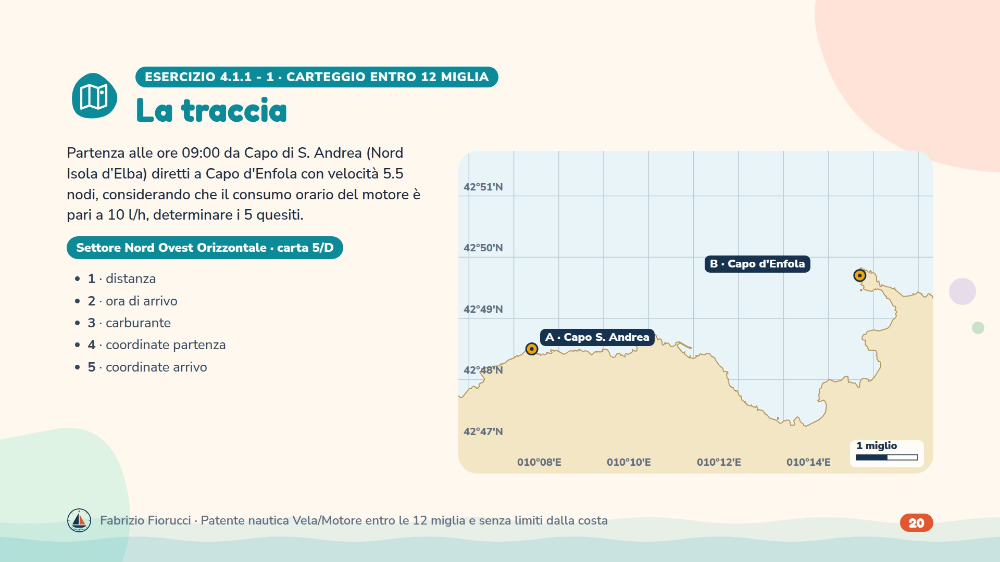 ESERCIZIO 4.1.1 - 1 · CARTEGGIO ENTRO 12 MIGLIA
La traccia
Partenza alle ore 09:00 da Capo di S. Andrea (Nord
Isola d’Elba) diretti a Capo d'Enfola con velocità 5.5
nodi, considerando che il consumo orario del motore è
pari a 10 l/h, determinare i 5 quesiti.
Settore Nord Ovest Orizzontale · carta 5/D
• 1 · distanza
• 2 · ora di arrivo
• 3 · carburante
• 4 · coordinate partenza
• 5 · coordinate arrivo
42°51'N
42°50'N
B · Capo d'Enfola
42°49'N
A · Capo S. Andrea
42°48'N
42°47'N
1 miglio
010°08'E
010°10'E
010°12'E
010°14'E
Fabrizio Fiorucci · Patente nautica Vela/Motore entro le 12 miglia e senza limiti dalla costa
20